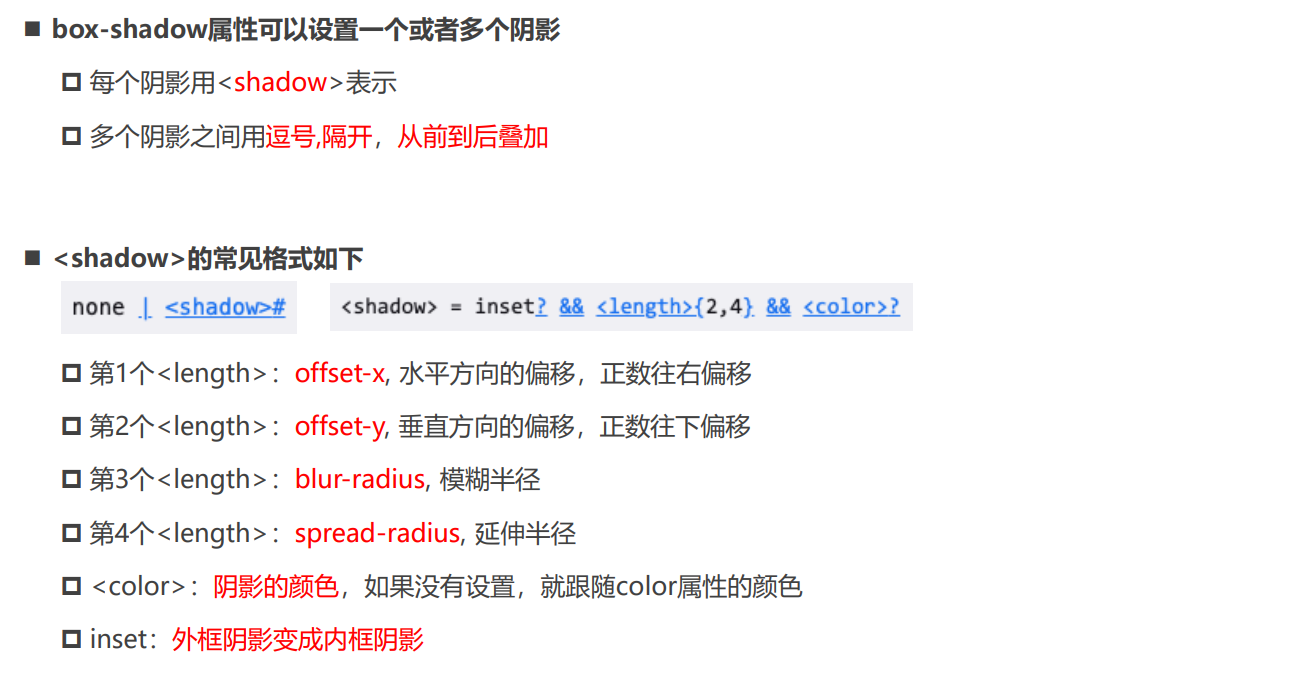 box-shadow属性可以设置一个或者多个阴影
每个阴影用<shadow>表示
多个阴影之间用逗号,隔开，从前到后叠加
<shadow>的常见格式如下
none | <shadow>#
<shadow> = inset? && <length>{2,4} && <color>?
第1个<length>：offset-x, 水平方向的偏移，正数往右偏移
第2个<length>：offset-y, 垂直方向的偏移，正数往下偏移
第3个<length>：blur-radius, 模糊半径
第4个<length>：spread-radius, 延伸半径
<color>：阴影的颜色，如果没有设置，就跟随color属性的颜色
inset：外框阴影变成内框阴影